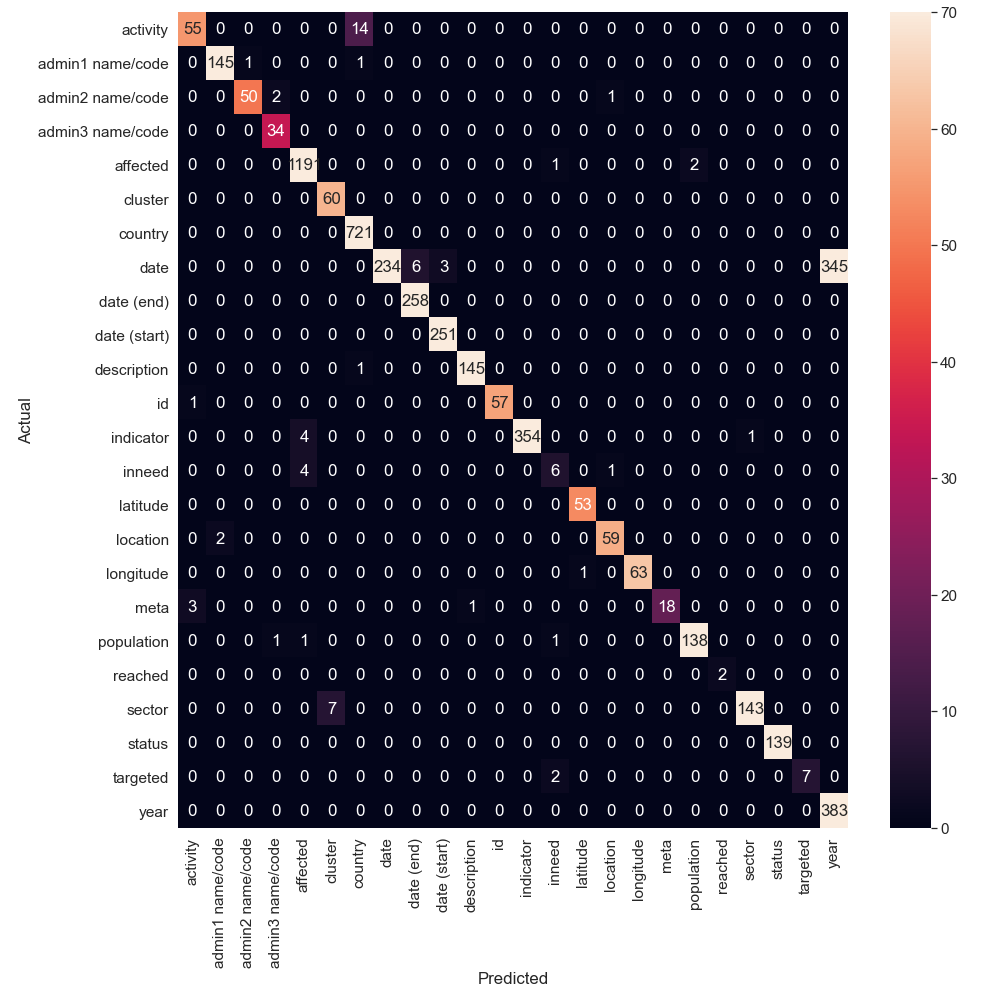 activity 55 0 0 0 0 0 14 0 0 0 0 0 0 0 0 0 0 0 0 0 0 0 0 0
admin1 name/code 0 145 1 0 0 0 1 0 0 0 0 0 0 0 0 0 0 0 0 0 0 0 0 0
admin2 name/code 0 0 50 2 0 0 0 0 0 0 0 0 0 0 0 1 0 0 0 0 0 0 0 0
admin3 name/code 0 0 0 34 0 0 0 0 0 0 0 0 0 0 0 0 0 0 0 0 0 0 0 0
affected 0 0 0 0 1191 0 0 0 0 0 0 0 0 1 0 0 0 0 2 0 0 0 0 0
cluster 0 0 0 0 0 60 0 0 0 0 0 0 0 0 0 0 0 0 0 0 0 0 0 0
country 0 0 0 0 0 0 721 0 0 0 0 0 0 0 0 0 0 0 0 0 0 0 0 0
date 0 0 0 0 0 0 0 234 6 3 0 0 0 0 0 0 0 0 0 0 0 0 0 345
date (end) 0 0 0 0 0 0 0 0 258 0 0 0 0 0 0 0 0 0 0 0 0 0 0 0
date (start) 0 0 0 0 0 0 0 0 0 251 0 0 0 0 0 0 0 0 0 0 0 0 0 0
description 0 0 0 0 0 0 1 0 0 0 145 0 0 0 0 0 0 0 0 0 0 0 0 0
id 1 0 0 0 0 0 0 0 0 0 0 57 0 0 0 0 0 0 0 0 0 0 0 0
indicator 0 0 0 0 4 0 0 0 0 0 0 0 354 0 0 0 0 0 0 0 1 0 0 0
inneed 0 0 0 0 4 0 0 0 0 0 0 0 0 6 0 1 0 0 0 0 0 0 0 0
latitude 0 0 0 0 0 0 0 0 0 0 0 0 0 0 53 0 0 0 0 0 0 0 0 0
location 0 2 0 0 0 0 0 0 0 0 0 0 0 0 0 59 0 0 0 0 0 0 0 0
longitude 0 0 0 0 0 0 0 0 0 0 0 0 0 0 1 0 63 0 0 0 0 0 0 0
meta 3 0 0 0 0 0 0 0 0 0 1 0 0 0 0 0 0 18 0 0 0 0 0 0
population 0 0 0 1 1 0 0 0 0 0 0 0 0 1 0 0 0 0 138 0 0 0 0 0
reached 0 0 0 0 0 0 0 0 0 0 0 0 0 0 0 0 0 0 0 2 0 0 0 0
sector 0 0 0 0 0 7 0 0 0 0 0 0 0 0 0 0 0 0 0 0 143 0 0 0
status 0 0 0 0 0 0 0 0 0 0 0 0 0 0 0 0 0 0 0 0 0 139 0 0
targeted 0 0 0 0 0 0 0 0 0 0 0 0 0 2 0 0 0 0 0 0 0 0 7 0
year 0 0 0 0 0 0 0 0 0 0 0 0 0 0 0 0 0 0 0 0 0 0 0 383
Actual
activity
admin1 name/code
admin2 name/code
admin3 name/code
affected
cluster
country
date
date (end)
date (start)
description
id
indicator
inneed
latitude
location
longitude
meta
population
reached
sector
status
targeted
year
Predicted
70
60
50
40
30
20
10
0